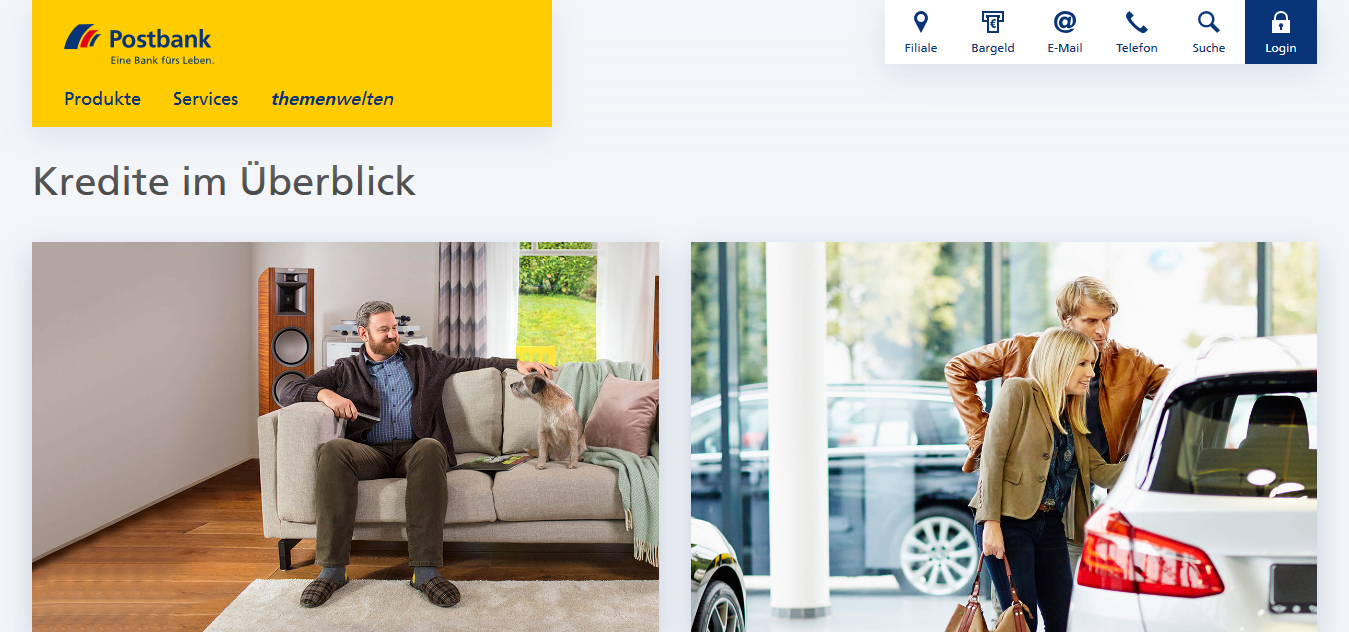 Postbank
Eine Bank fürs Leben.
Produkte Services themenwelten
Filiale Bargeld E-Mail Telefon Suche Login
Kredite im Überblick